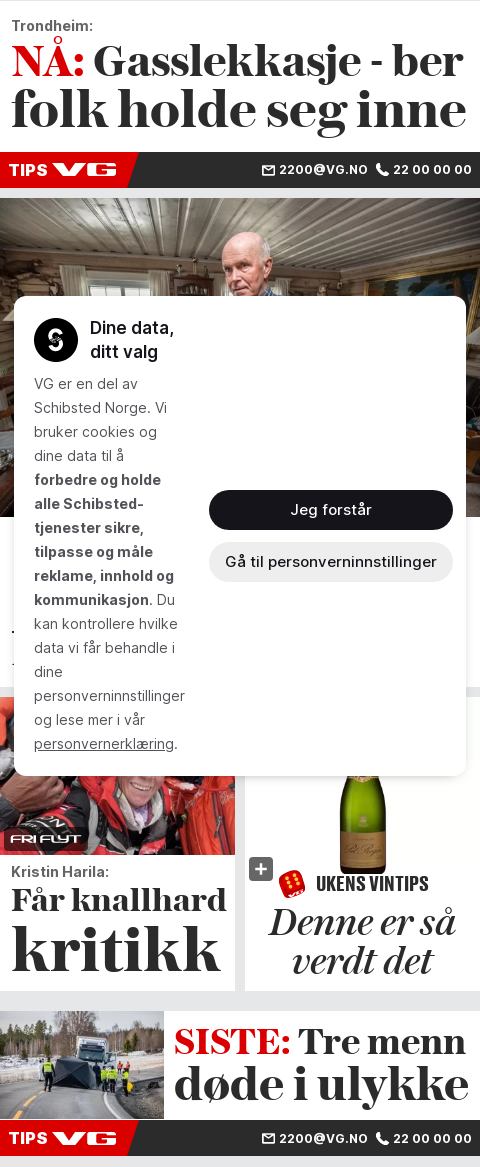 Trondheim:
NÅ: Gasslekkasje - ber
folk holde seg inne
TIPS VG 2200@VG.NO 22 00 00 00
Dine data,
ditt valg
VG er en del av
Schibsted Norge. Vi
bruker cookies og
dine data til å
forbedre og holde
alle Schibsted-
tjenester sikre,
tilpasse og måle
reklame, innhold og
kommunikasjon. Du
kan kontrollere hvilke
data vi får behandle i
dine
personverninnstillinger
og lese mer i vår
personvernerklæring.
Jeg forstår
Gå til personverninnstillinger
FRI FLYT
Kristin Harila:
Får knallhard
kritikk
+
VG
UKENS VINTIPS
Denne er så
verdt det
SISTE: Tre menn
døde i ulykke
TIPS VG 2200@VG.NO 22 00 00 00